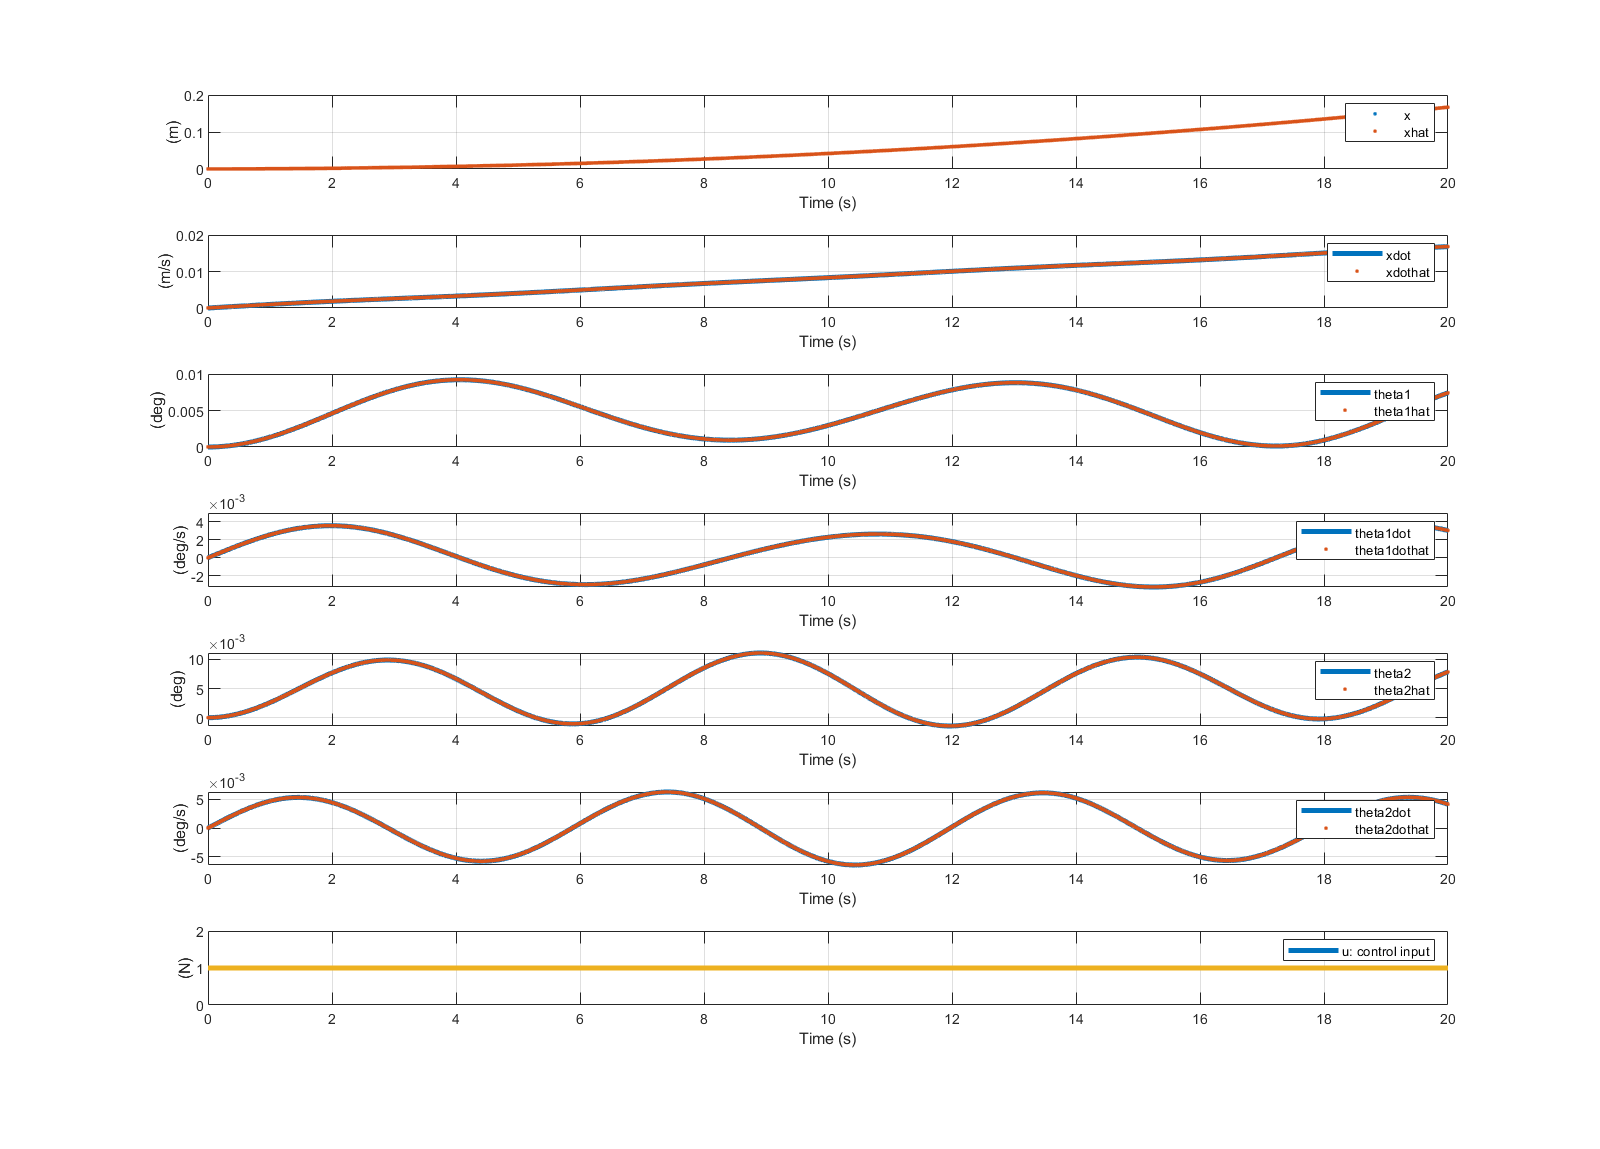 0.2
0.1
0
(m)
x
xhat
0 2 4 6 8 10 12 14 16 18 20
Time (s)
0.02
0.01
0
(m/s)
xdot
xdothat
0 2 4 6 8 10 12 14 16 18 20
Time (s)
0.01
0.005
0
(deg)
theta1
theta1hat
0 2 4 6 8 10 12 14 16 18 20
Time (s)
×10-3
4
2
0
-2
(deg/s)
theta1dot
theta1dothat
0 2 4 6 8 10 12 14 16 18 20
Time (s)
×10-3
10
5
0
(deg)
theta2
theta2hat
0 2 4 6 8 10 12 14 16 18 20
Time (s)
×10-3
5
0
-5
(deg/s)
theta2dot
theta2dothat
0 2 4 6 8 10 12 14 16 18 20
Time (s)
2
1
0
(N)
u: control input
0 2 4 6 8 10 12 14 16 18 20
Time (s)